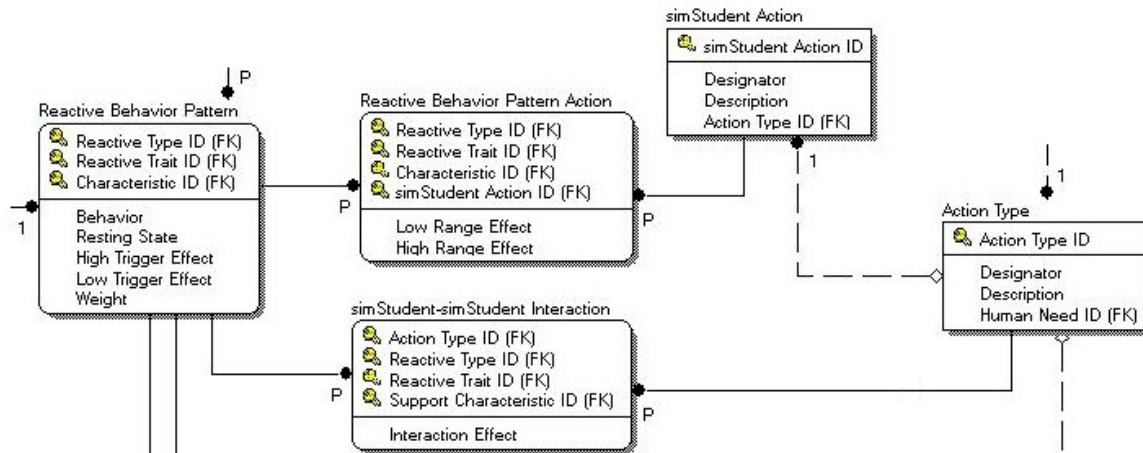 simStudent Action
simStudent Action ID
Designator
Description
Action Type ID (FK)
P
Reactive Behavior Pattern
Reactive Type ID (FK)
Reactive Trait ID (FK)
Characteristic ID (FK)
Behavior
Resting State
High Trigger Effect
Low Trigger Effect
Weight
1
Reactive Behavior Pattern Action
Reactive Type ID (FK)
Reactive Trait ID (FK)
Characteristic ID (FK)
simStudent Action ID (FK)
Low Range Effect
High Range Effect
P
P
1
1
Action Type
Action Type ID
Designator
Description
Human Need ID (FK)
simStudent-simStudent Interaction
Action Type ID (FK)
Reactive Type ID (FK)
Reactive Trait ID (FK)
Support Characteristic ID (FK)
Interaction Effect
P
P